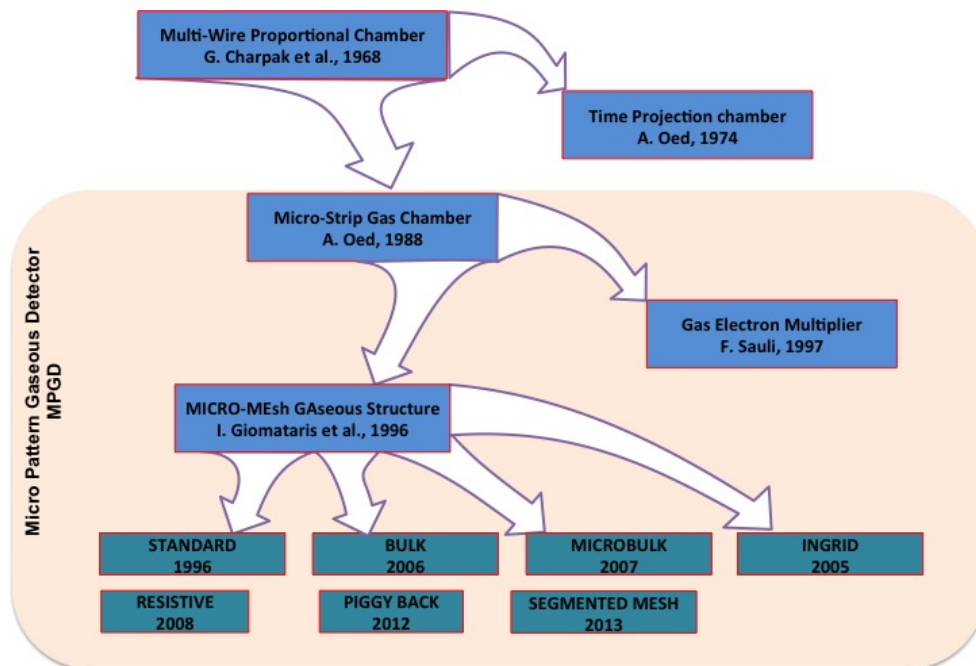 Multi-Wire Proportional Chamber
G. Charpak et al., 1968
Time Projection chamber
A. Oed, 1974
Micro Pattern Gaseous Detector
MPGD
Micro-Strip Gas Chamber
A. Oed, 1988
Gas Electron Multiplier
F. Sauli, 1997
MICRO-MEsh GAseous Structure
I. Giomataris et al., 1996
STANDARD
1996
BULK
2006
MICROBULK
2007
INGRID
2005
RESISTIVE
2008
PIGGY BACK
2012
SEGMENTED MESH
2013